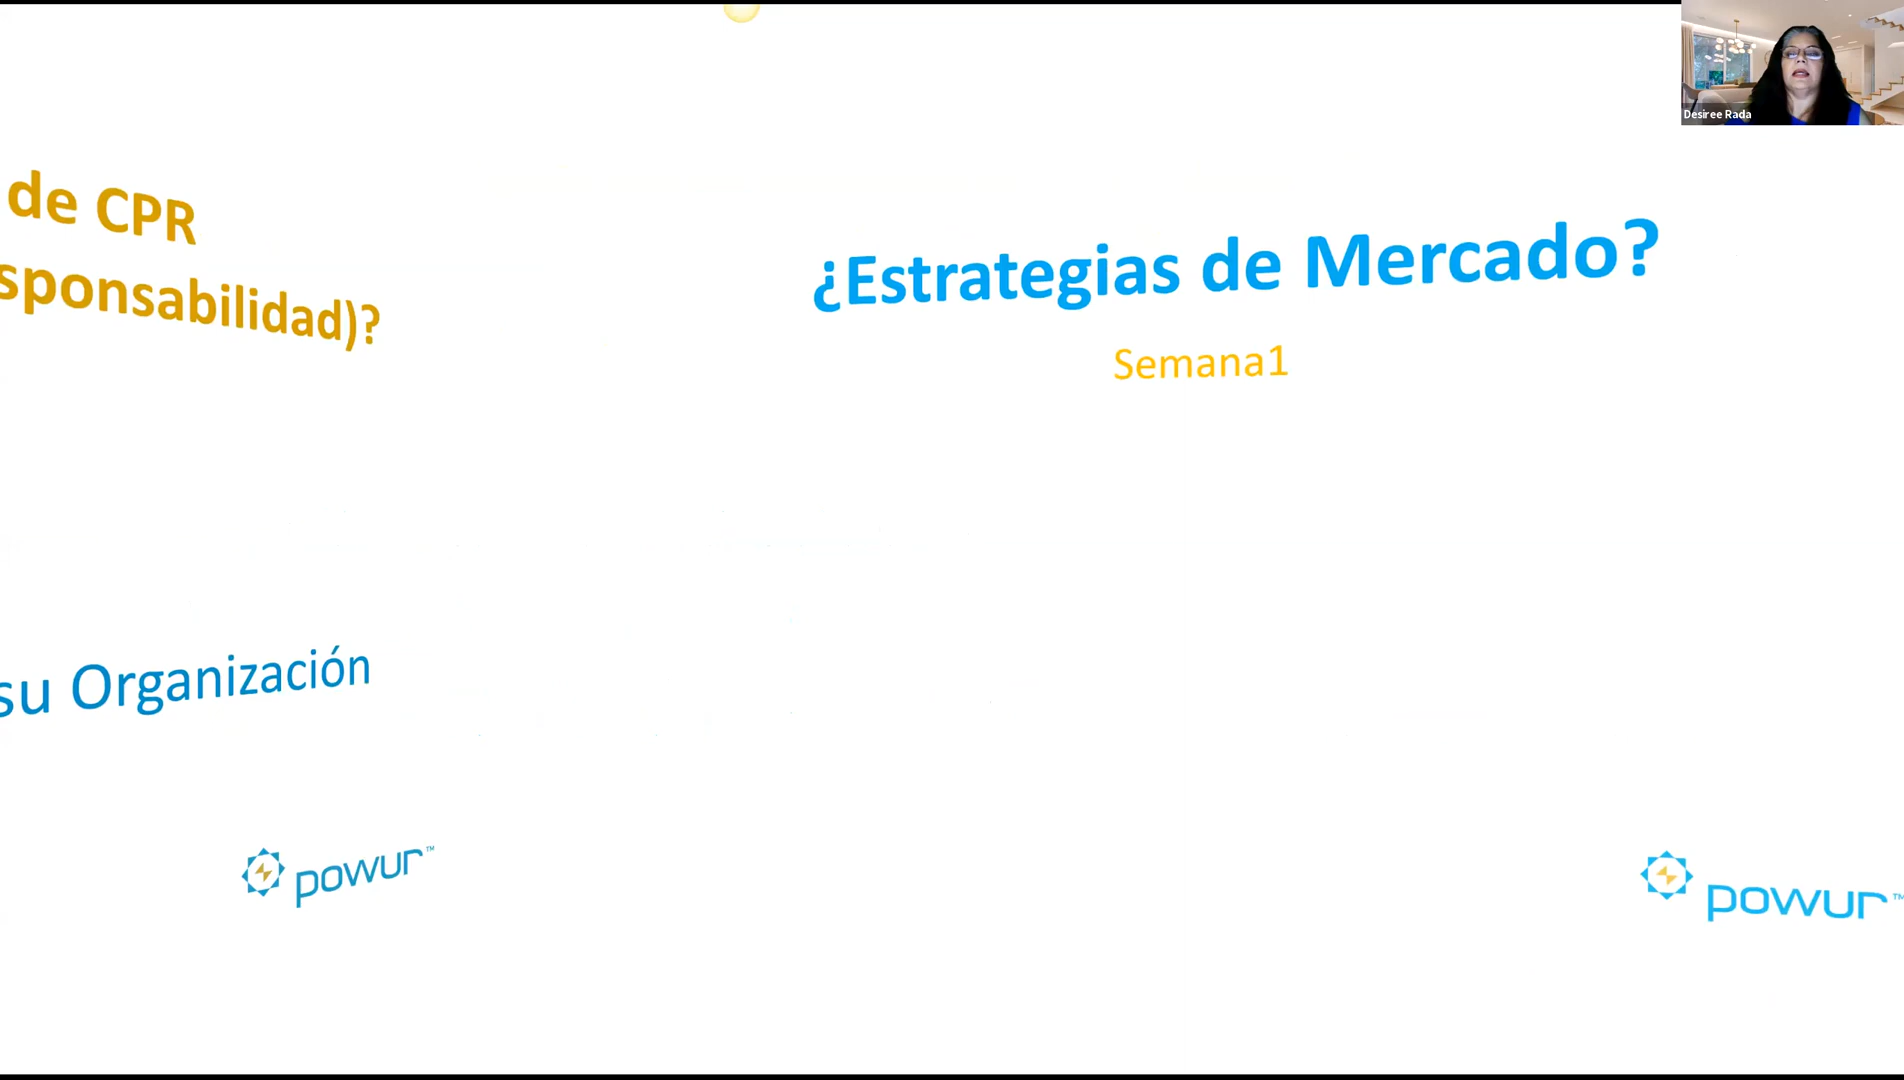 de CPR
sponsabilidad)?
su Organización
powur™
¿Estrategias de Mercado?
Semana1
powur™
Desiree Rada